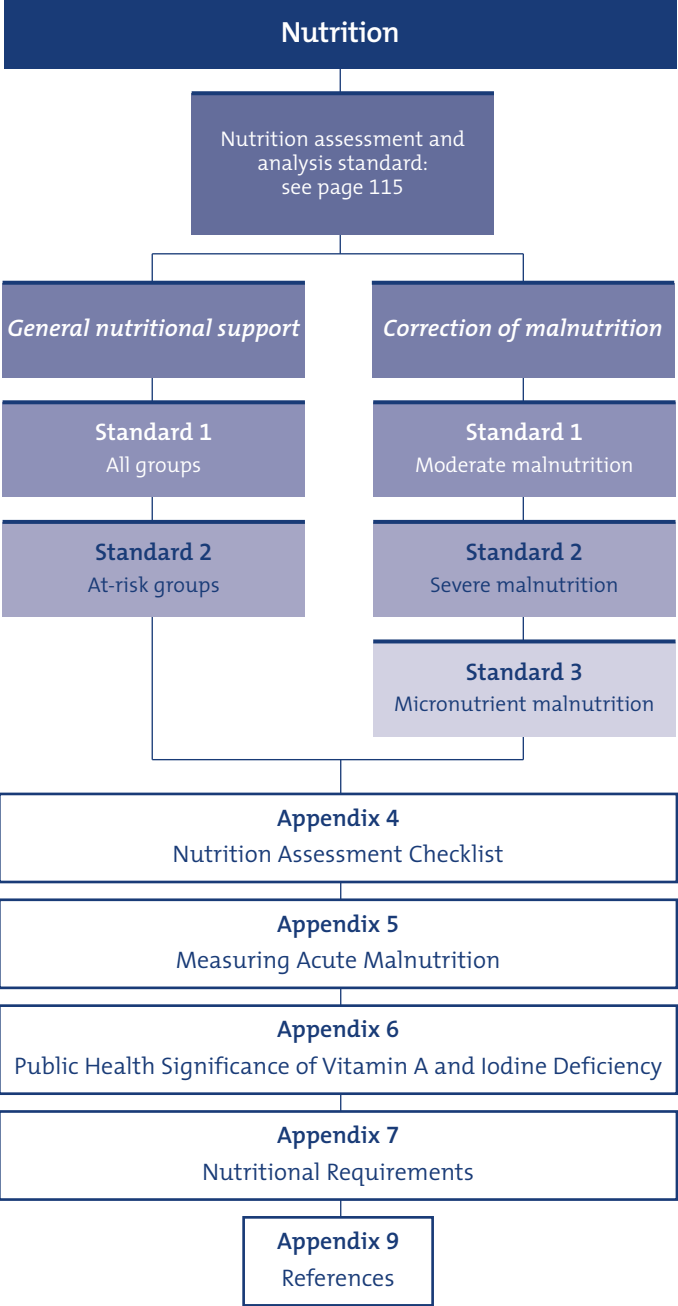 Nutrition
Nutrition assessment and
analysis standard:
see page 115
General nutritional support
Standard 1
All groups
Standard 2
At-risk groups
Correction of malnutrition
Standard 1
Moderate malnutrition
Standard 2
Severe malnutrition
Standard 3
Micronutrient malnutrition
Appendix 4
Nutrition Assessment Checklist
Appendix 5
Measuring Acute Malnutrition
Appendix 6
Public Health Significance of Vitamin A and Iodine Deficiency
Appendix 7
Nutritional Requirements
Appendix 9
References